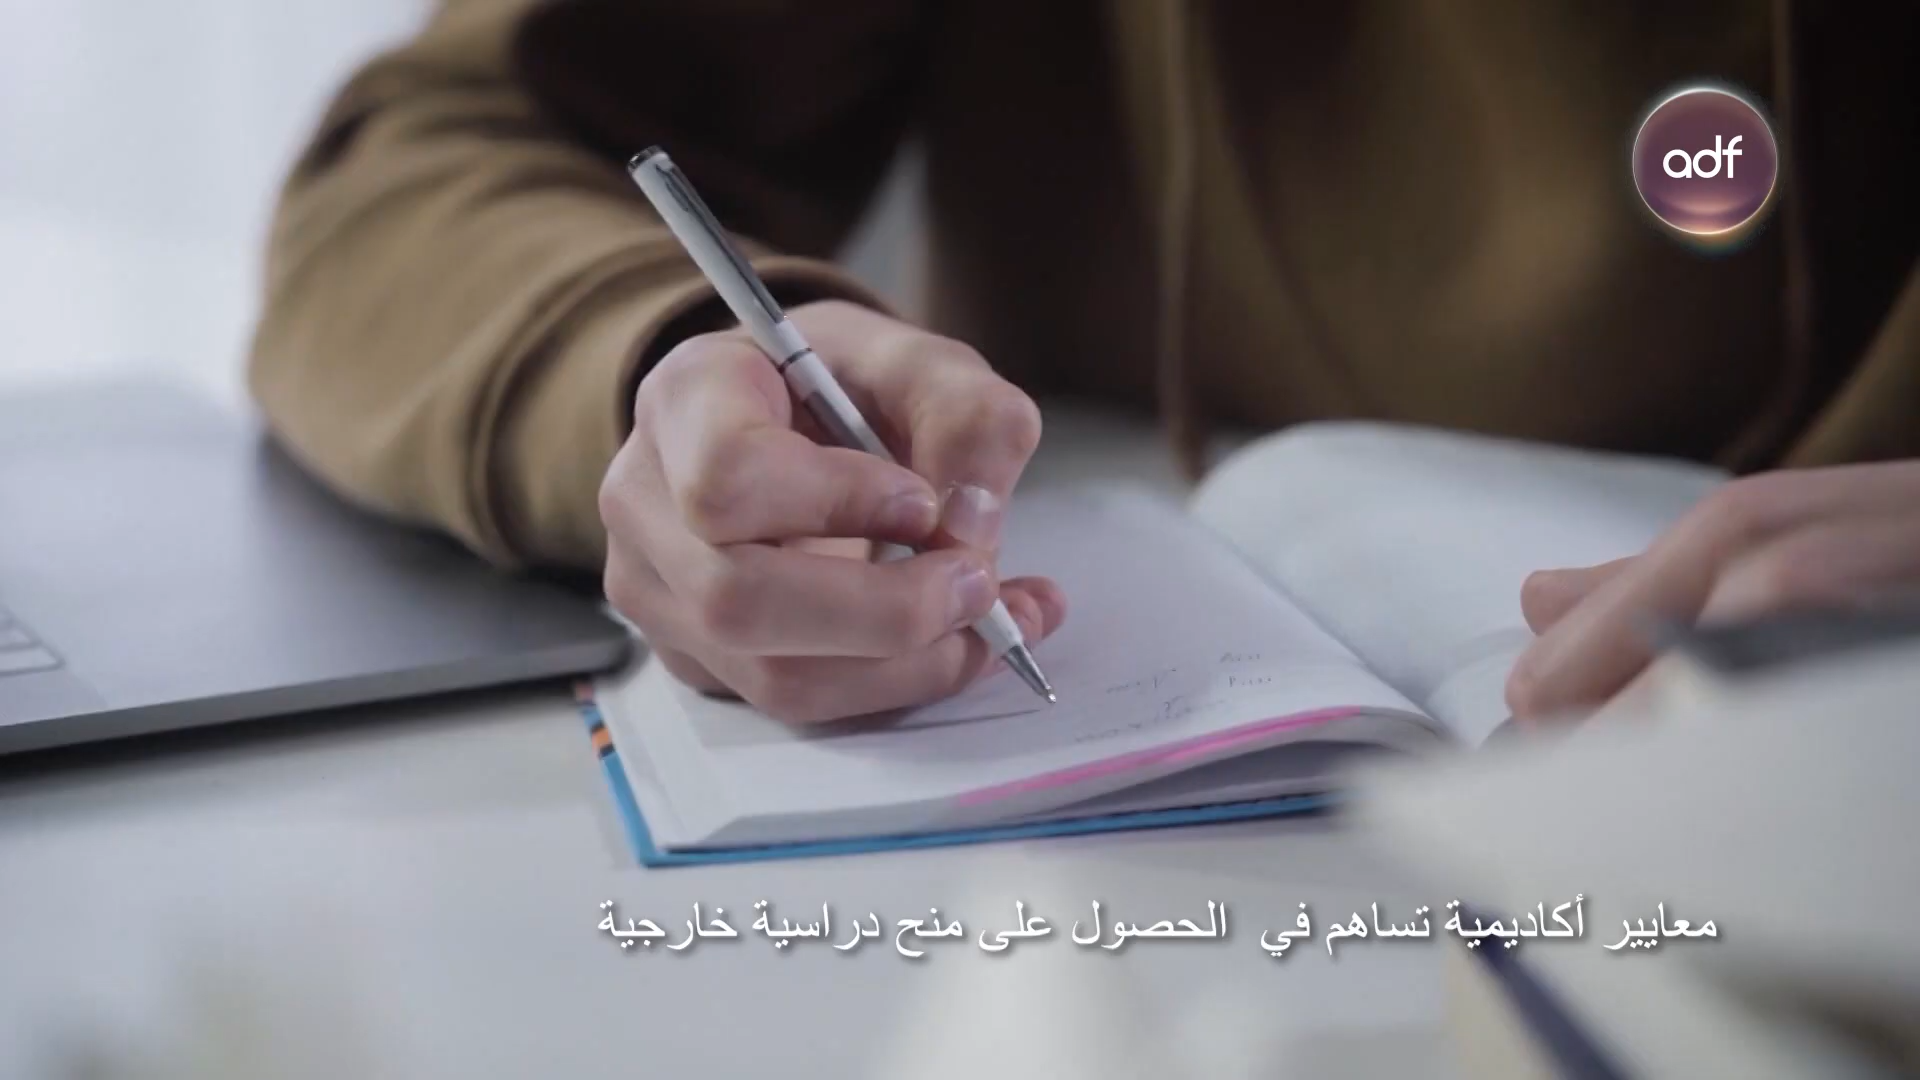 adf
معايير أكاديمية تساهم في الحصول على منح دراسية خارجية